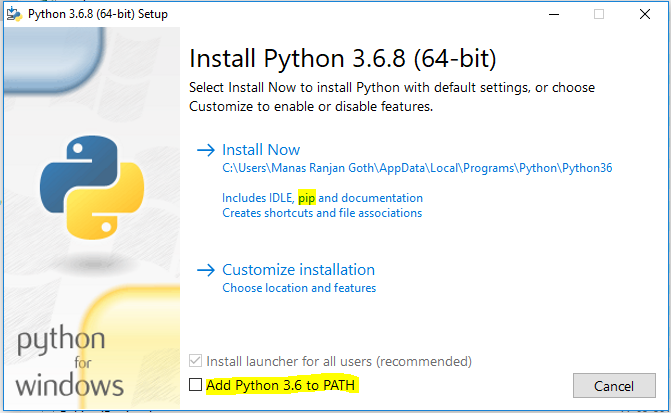 Python 3.6.8 (64-bit) Setup
Install Python 3.6.8 (64-bit)
Select Install Now to install Python with default settings, or choose
Customize to enable or disable features.
Install Now
C:\Users\Manas Ranjan Goth\AppData\Local\Programs\Python\Python36
Includes IDLE, pip and documentation
Creates shortcuts and file associations
Customize installation
Choose location and features
python
for
windows
Install launcher for all users (recommended)
Add Python 3.6 to PATH
Cancel